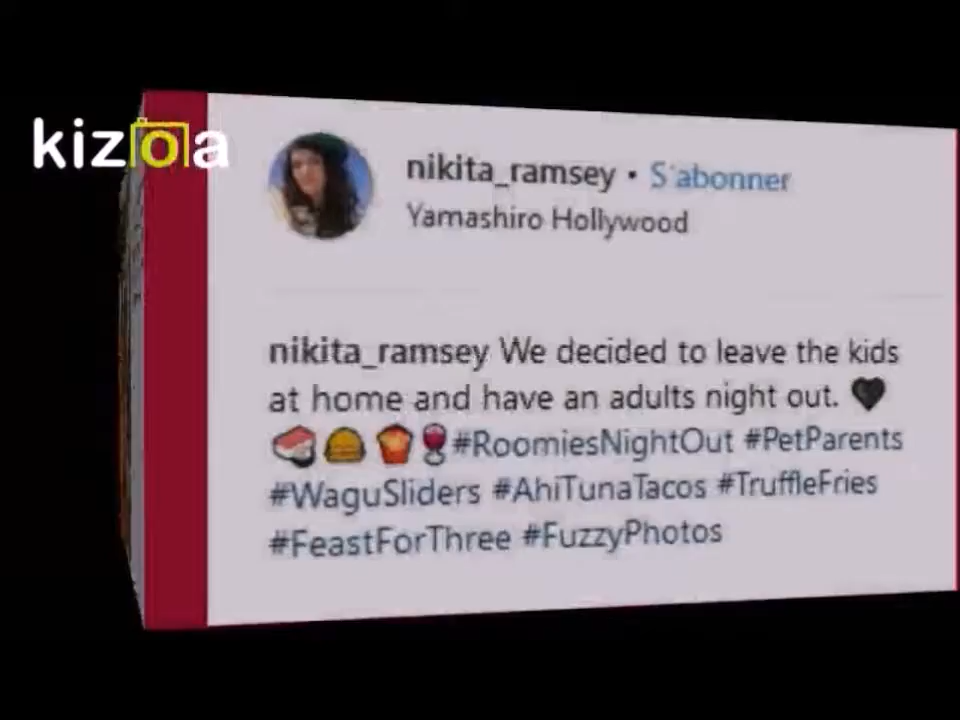 kizoa
nikita_ramsey • S'abonner
Yamashiro Hollywood
nikita_ramsey We decided to leave the kids
at home and have an adults night out. 🖤
🍣🍔🍞🍷#RoomiesNightOut #PetParents
#WaguSliders #AhiTunaTacos #TruffleFries
#FeastForThree #FuzzyPhotos